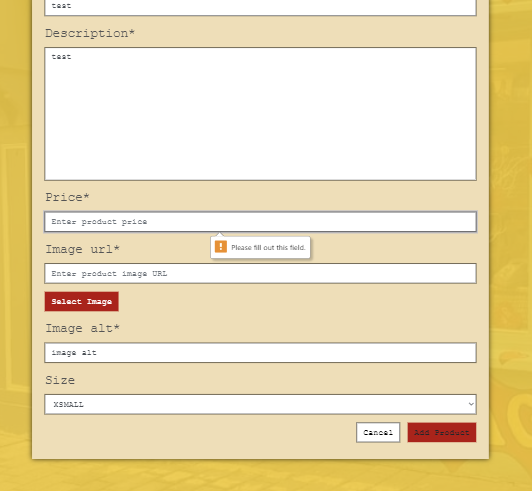 test
Description*
test
Price*
Enter product price
Please fill out this field.
Image url*
Enter product image URL
Select Image
Image alt*
image alt
Size
XSMALL
Cancel
Add Product